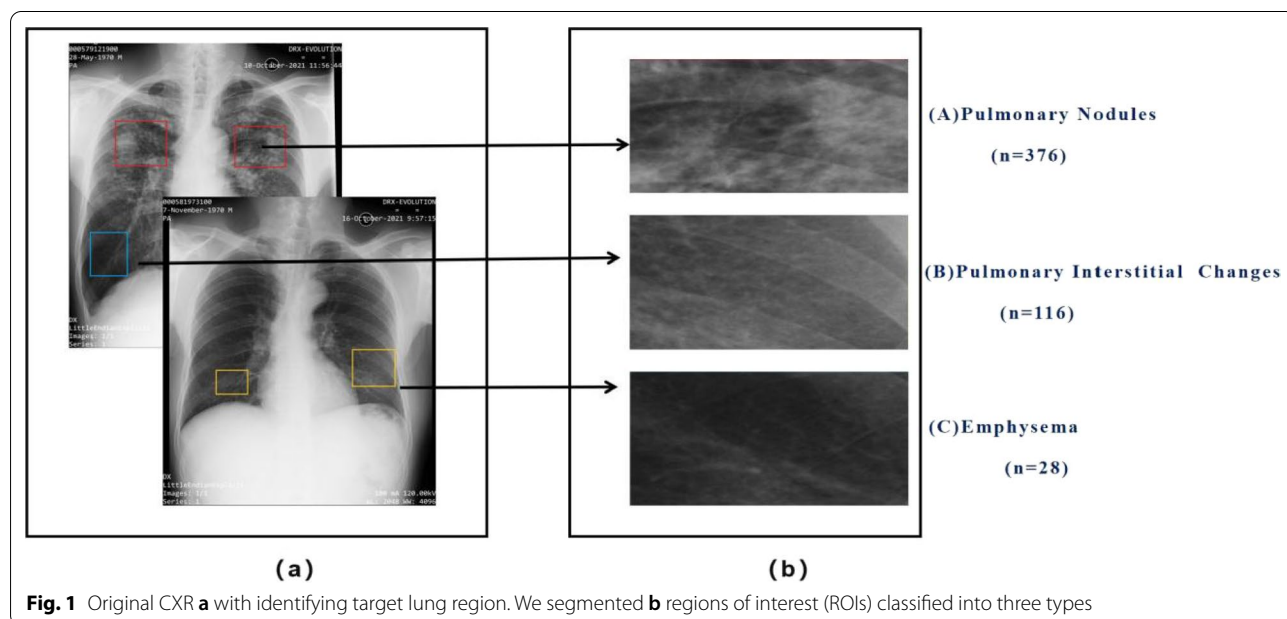 000579121900
28-May-1970 M
PA
DRX-EVOLUTION
10-October-2021 11:56:44
DX
Images: 1/1
Series: 1
000581973100
7-November-1970 M
PA
DRX-EVOLUTION
16-October-2021 9:57:15
DX
Images: 1/1
Series: 1
100 mA 120.00kV
WL: 2048 WW: 4096
(A)Pulmonary Nodules
(n=376)
(B)Pulmonary Interstitial Changes
(n=116)
(C)Emphysema
(n=28)
(a)
(b)
Fig. 1 Original CXR a with identifying target lung region. We segmented b regions of interest (ROIs) classified into three types